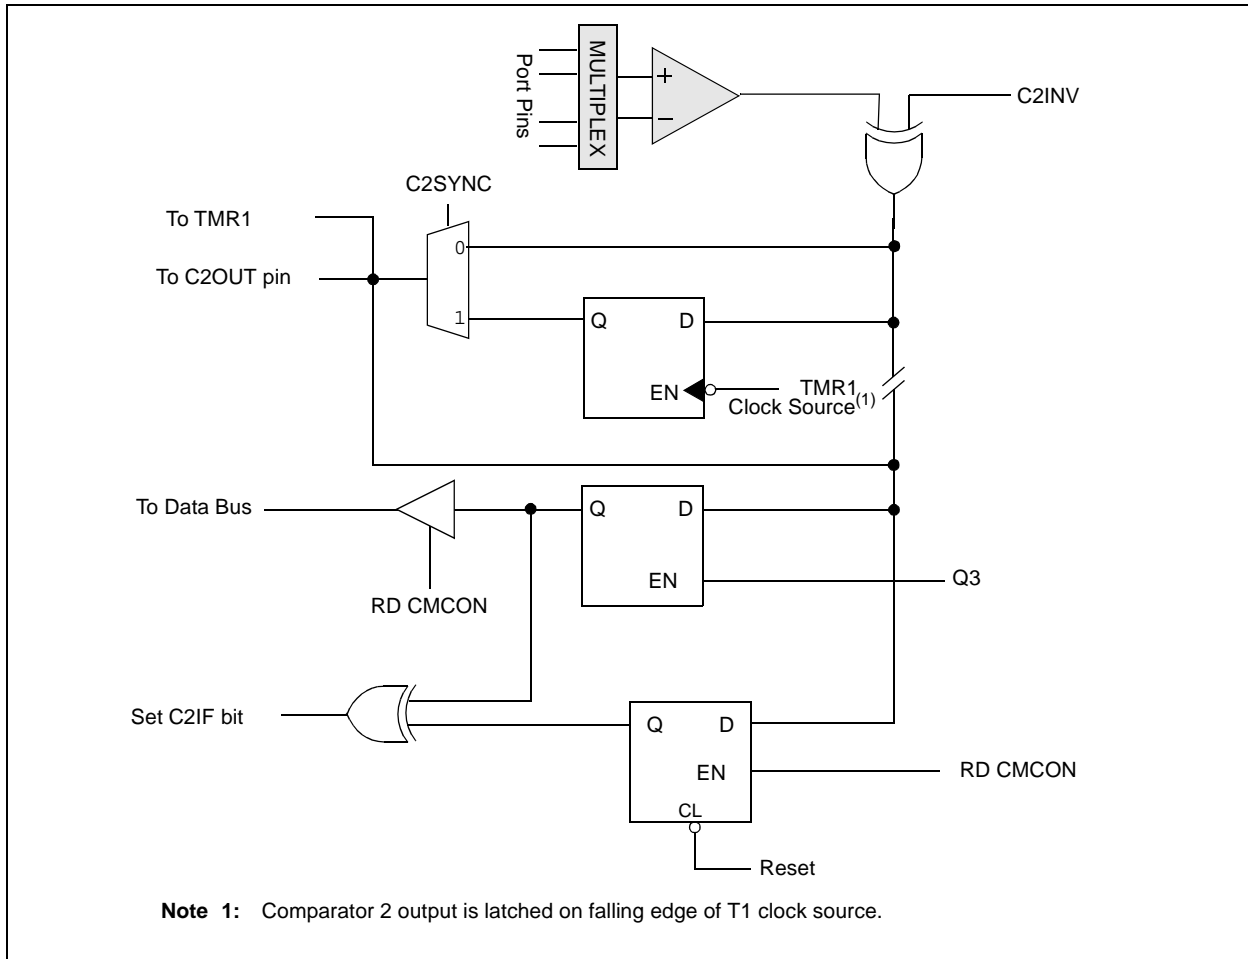 MULTIPLEX
Port Pins
+
–
C2INV
C2SYNC
To TMR1
0
To C2OUT pin
1
Q D
EN
TMR1
Clock Source(1)
To Data Bus
Q D
EN
Q3
RD CMCON
Set C2IF bit
Q D
EN
RD CMCON
CL
Reset
Note 1: Comparator 2 output is latched on falling edge of T1 clock source.